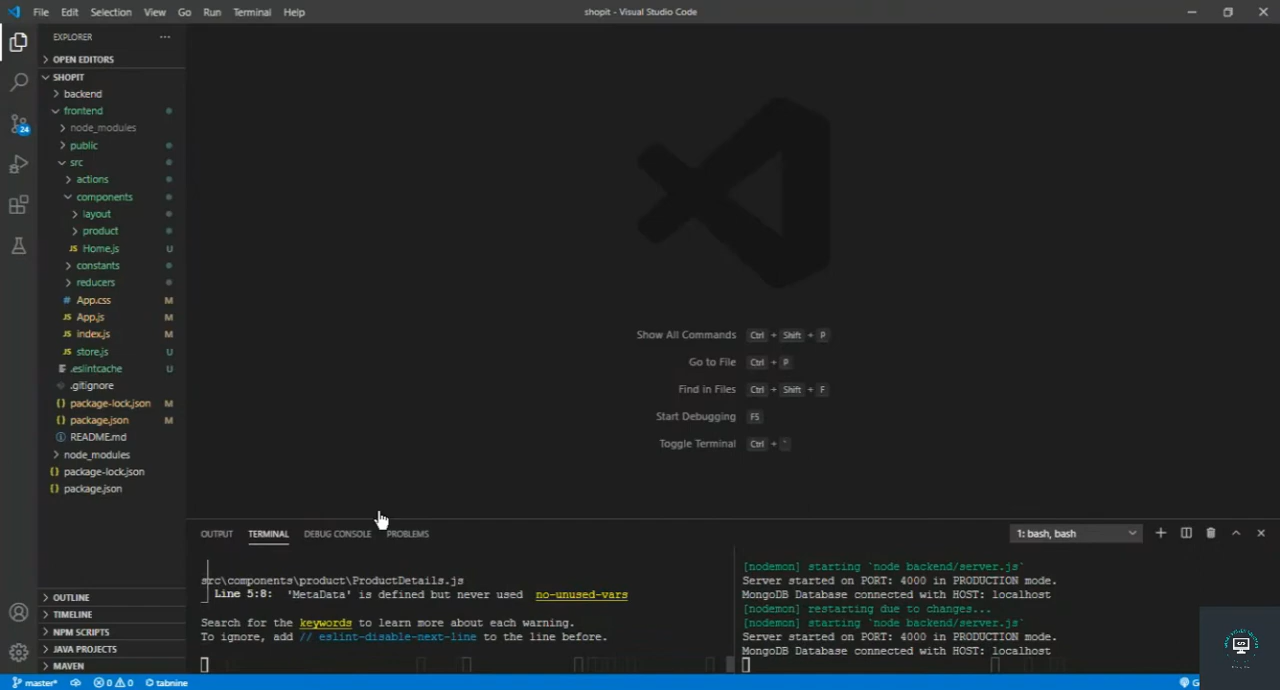 File Edit Selection View Go Run Terminal Help
shopit - Visual Studio Code
EXPLORER
OPEN EDITORS
SHOPIT
backend
frontend
node_modules
public
src
actions
components
layout
product
JS Home.js U
constants
reducers
# App.css M
JS App.js M
JS index.js M
JS store.js U
.eslintcache U
.gitignore
{} package-lock.json M
{} package.json M
README.md
node_modules
{} package-lock.json
{} package.json
OUTLINE
TIMELINE
NPM SCRIPTS
JAVA PROJECTS
MAVEN
24
Show All Commands Ctrl + Shift + P
Go to File Ctrl + P
Find in Files Ctrl + Shift + F
Start Debugging F5
Toggle Terminal Ctrl + `
OUTPUT TERMINAL DEBUG CONSOLE PROBLEMS
1: bash, bash
src\components\product\ProductDetails.js
Line 5:8: 'MetaData' is defined but never used no-unused-vars
Search for the keywords to learn more about each warning.
To ignore, add // eslint-disable-next-line to the line before.
[nodemon] starting `node backend/server.js`
Server started on PORT: 4000 in PRODUCTION mode.
MongoDB Database connected with HOST: localhost
[nodemon] restarting due to changes...
[nodemon] starting `node backend/server.js`
Server started on PORT: 4000 in PRODUCTION mode.
MongoDB Database connected with HOST: localhost
master* 0 0 tabnine